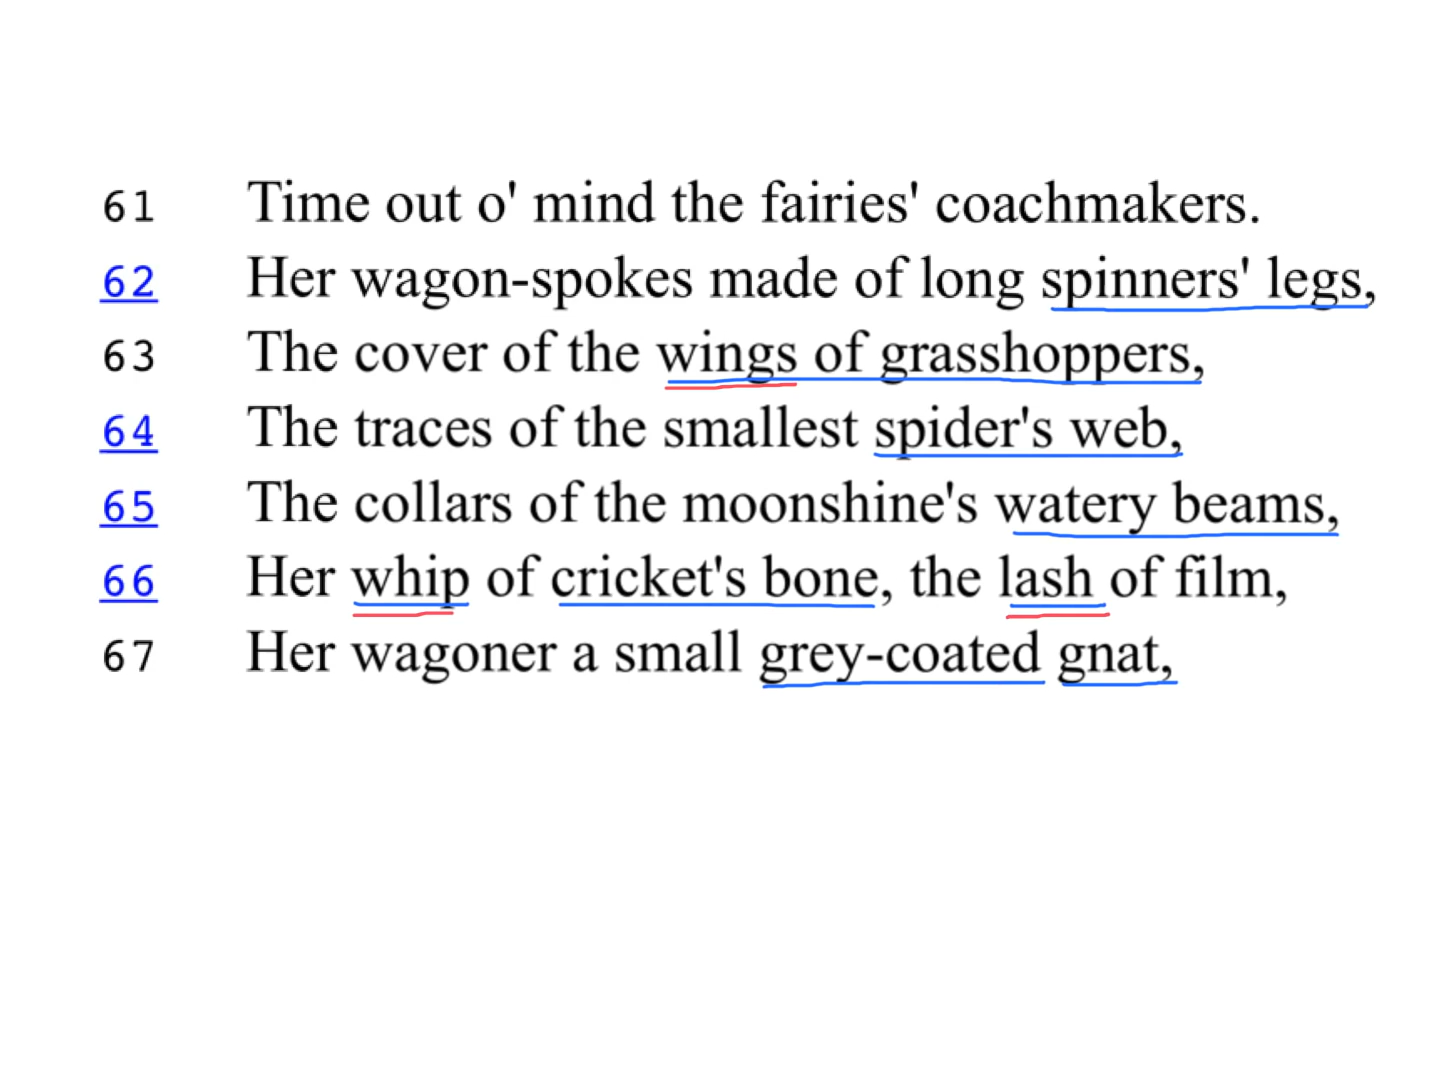 61 Time out o' mind the fairies' coachmakers.
62 Her wagon-spokes made of long spinners' legs,
63 The cover of the wings of grasshoppers,
64 The traces of the smallest spider's web,
65 The collars of the moonshine's watery beams,
66 Her whip of cricket's bone, the lash of film,
67 Her wagoner a small grey-coated gnat,